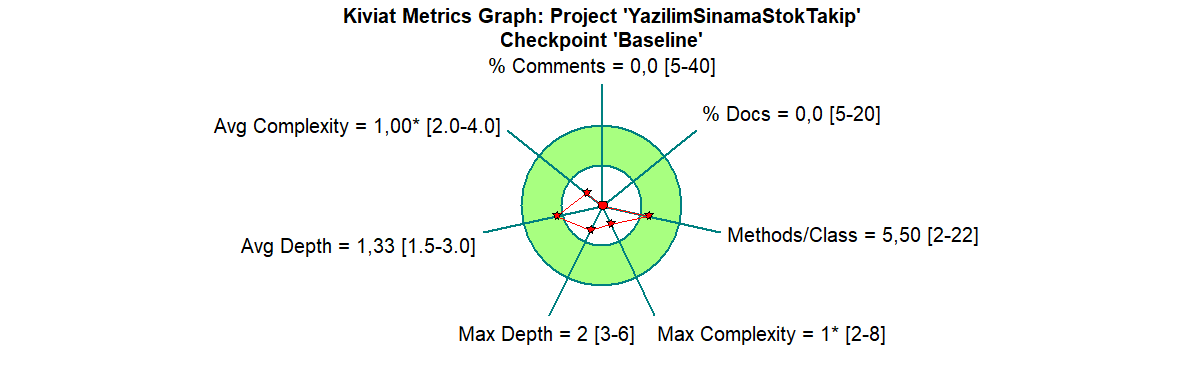 Kiviat Metrics Graph: Project 'YazilimSinamaStokTakip'
Checkpoint 'Baseline'
% Comments = 0,0 [5-40]
% Docs = 0,0 [5-20]
Avg Complexity = 1,00* [2.0-4.0]
Methods/Class = 5,50 [2-22]
Avg Depth = 1,33 [1.5-3.0]
Max Depth = 2 [3-6]
Max Complexity = 1* [2-8]